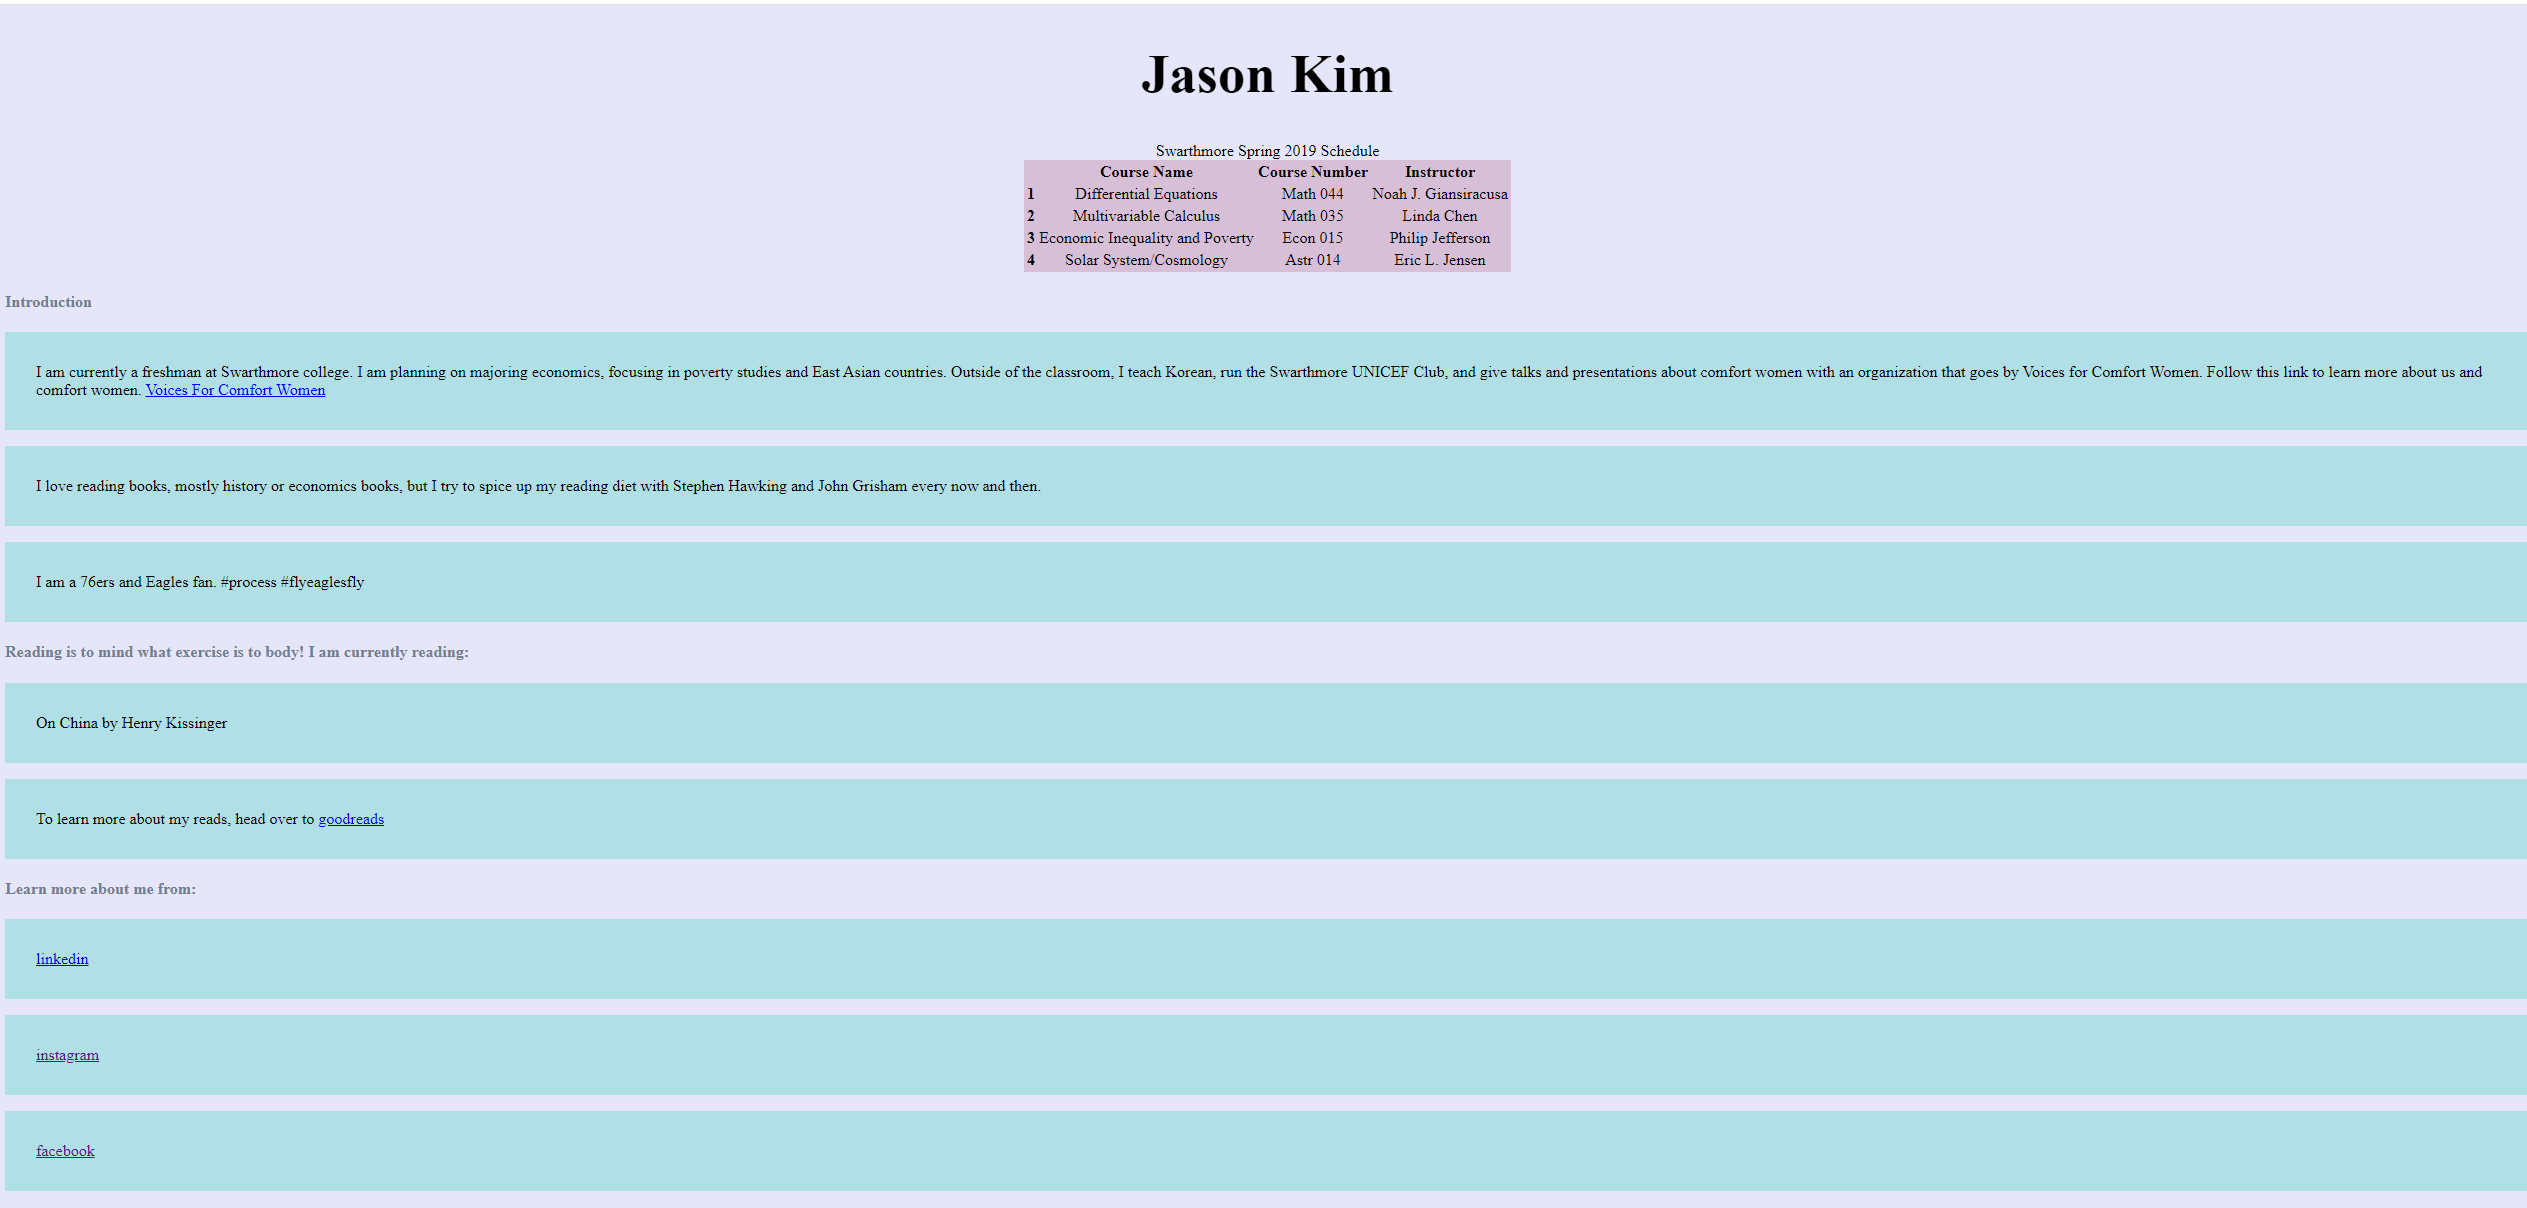 Jason Kim
Swarthmore Spring 2019 Schedule
Course Name Course Number Instructor
1 Differential Equations Math 044 Noah J. Giansiracusa
2 Multivariable Calculus Math 035 Linda Chen
3 Economic Inequality and Poverty Econ 015 Philip Jefferson
4 Solar System/Cosmology Astr 014 Eric L. Jensen
Introduction
I am currently a freshman at Swarthmore college. I am planning on majoring economics, focusing in poverty studies and East Asian countries. Outside of the classroom, I teach Korean, run the Swarthmore UNICEF Club, and give talks and presentations about comfort women with an organization that goes by Voices for Comfort Women. Follow this link to learn more about us and
comfort women. Voices For Comfort Women
I love reading books, mostly history or economics books, but I try to spice up my reading diet with Stephen Hawking and John Grisham every now and then.
I am a 76ers and Eagles fan. #process #flyeaglesfly
Reading is to mind what exercise is to body! I am currently reading:
On China by Henry Kissinger
To learn more about my reads, head over to goodreads
Learn more about me from:
linkedin
instagram
facebook